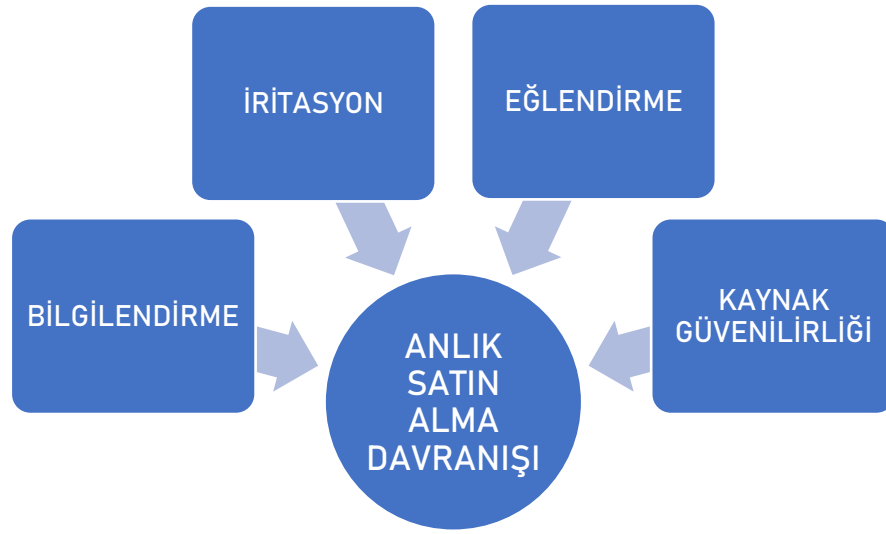 İRİTASYON
EĞLENDİRME
BİLGİLENDİRME
KAYNAK
GÜVENİLİRLİĞİ
ANLIK
SATIN
ALMA
DAVRANIŞI